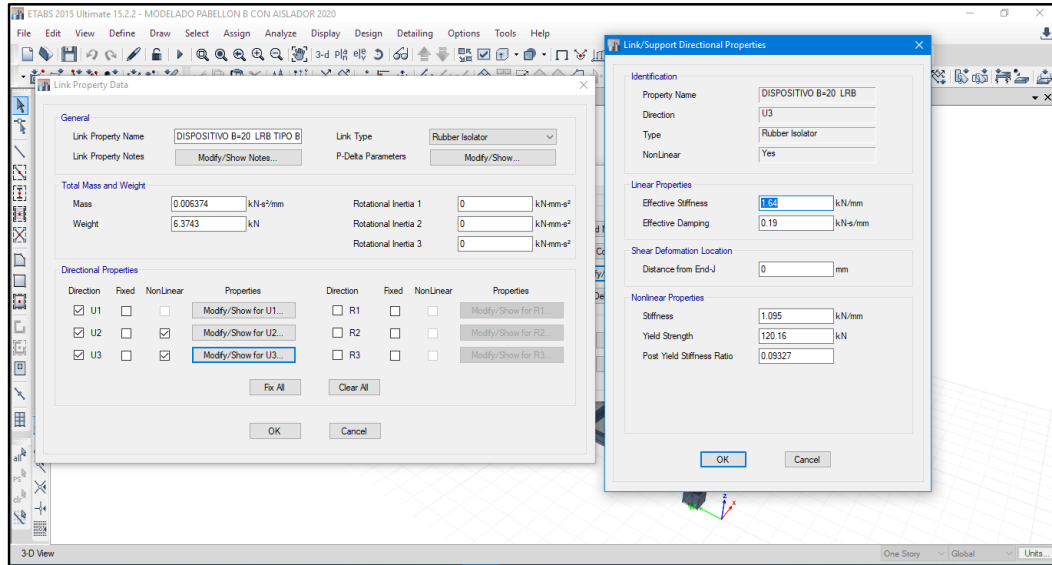 ETABS 2015 Ultimate 15.2.2 - MODELADO PABELLON B CON AISLADOR 2020
File Edit View Define Draw Select Assign Analyze Display Design Detailing Options Tools Help
Link Property Data
General
Link Property Name DISPOSITIVO B=20 LRB TIPO B Link Type Rubber Isolator
Link Property Notes Modify/Show Notes... P-Delta Parameters Modify/Show...
Total Mass and Weight
Mass 0.006374 kN-s²/mm Rotational Inertia 1 0 kN-mm-s²
Weight 6.3743 kN Rotational Inertia 2 0 kN-mm-s²
Rotational Inertia 3 0 kN-mm-s²
Directional Properties
Direction Fixed NonLinear Properties Direction Fixed NonLinear Properties
U1 Modify/Show for U1... R1 Modify/Show for R1...
U2 Modify/Show for U2... R2 Modify/Show for R2...
U3 Modify/Show for U3... R3 Modify/Show for R3...
Fix All Clear All
OK Cancel
Link/Support Directional Properties
Identification
Property Name DISPOSITIVO B=20 LRB
Direction U3
Type Rubber Isolator
NonLinear Yes
Linear Properties
Effective Stiffness 1.64 kN/mm
Effective Damping 0.19 kN-s/mm
Shear Deformation Location
Distance from End-J 0 mm
Nonlinear Properties
Stiffness 1.095 kN/mm
Yield Strength 120.16 kN
Post Yield Stiffness Ratio 0.09327
OK Cancel
3-d
all
PS
clr
z
x
3-D View One Story Global Units...